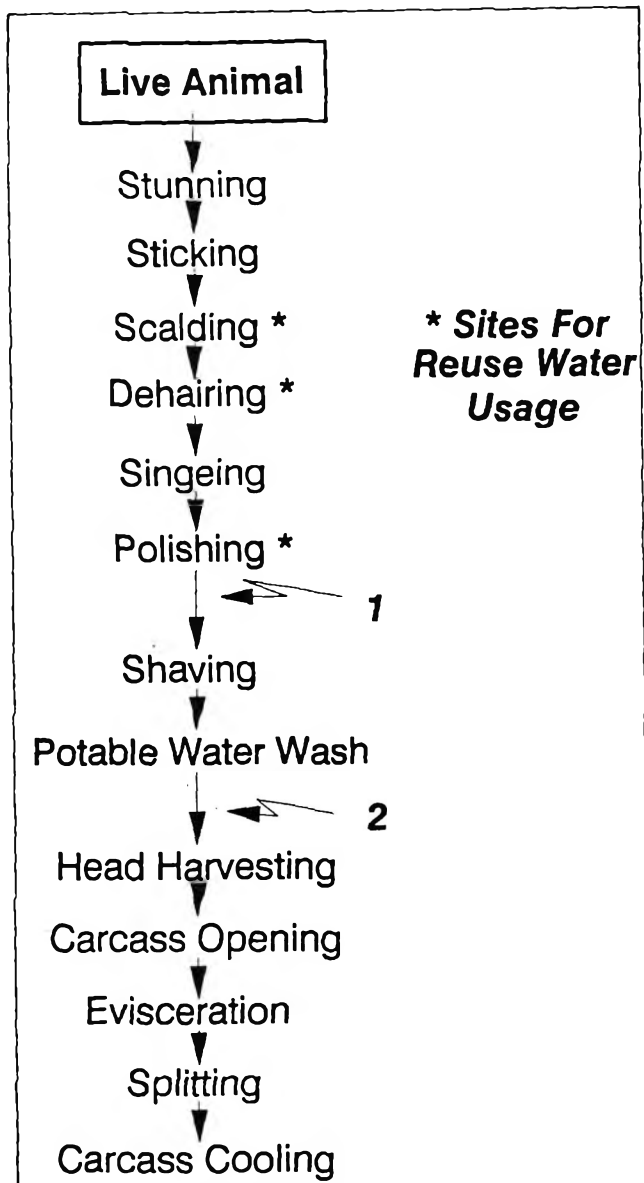 Live Animal
Stunning
Sticking
Scalding *
Dehairing *
Singeing
Polishing *
1
Shaving
Potable Water Wash
2
Head Harvesting
Carcass Opening
Evisceration
Splitting
Carcass Cooling
* Sites For
Reuse Water
Usage